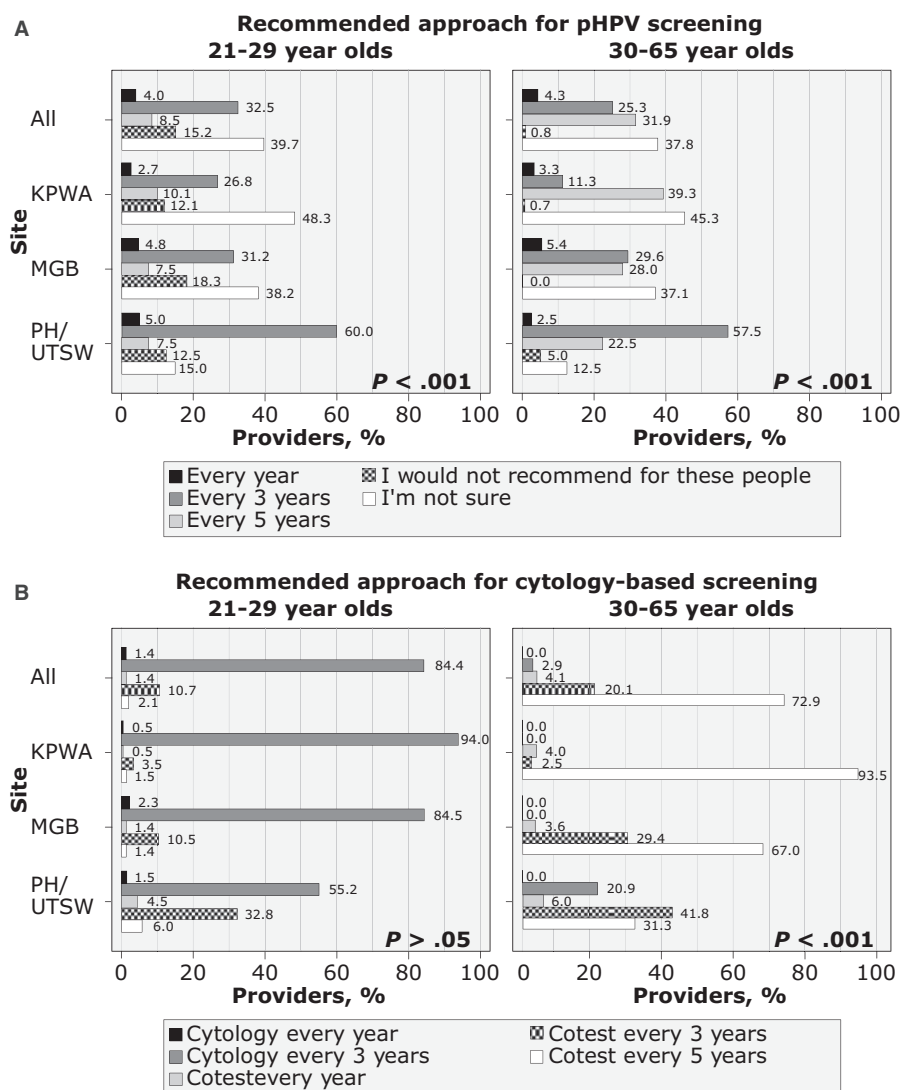 A
Recommended approach for pHPV screening
21-29 year olds
30-65 year olds
Site
All
4.0
32.5
8.5
15.2
39.7
KPWA
2.7
26.8
10.1
12.1
48.3
MGB
4.8
31.2
7.5
18.3
38.2
PH/
UTSW
5.0
60.0
7.5
12.5
15.0
P < .001
0 20 40 60 80 100
Providers, %
4.3
25.3
31.9
0.8
37.8
3.3
11.3
39.3
0.7
45.3
5.4
29.6
28.0
0.0
37.1
2.5
57.5
22.5
5.0
12.5
P < .001
0 20 40 60 80 100
Providers, %
Every year
Every 3 years
Every 5 years
I would not recommend for these people
I'm not sure
B
Recommended approach for cytology-based screening
21-29 year olds
30-65 year olds
Site
All
1.4
84.4
1.4
10.7
2.1
KPWA
0.5
94.0
0.5
3.5
1.5
MGB
2.3
84.5
1.4
10.5
1.4
PH/
UTSW
1.5
55.2
4.5
32.8
6.0
P > .05
0 20 40 60 80 100
Providers, %
0.0
2.9
4.1
20.1
72.9
0.0
0.0
4.0
2.5
93.5
0.0
0.0
3.6
29.4
67.0
0.0
20.9
6.0
41.8
31.3
P < .001
0 20 40 60 80 100
Providers, %
Cytology every year
Cytology every 3 years
Cotestevery year
Cotest every 3 years
Cotest every 5 years